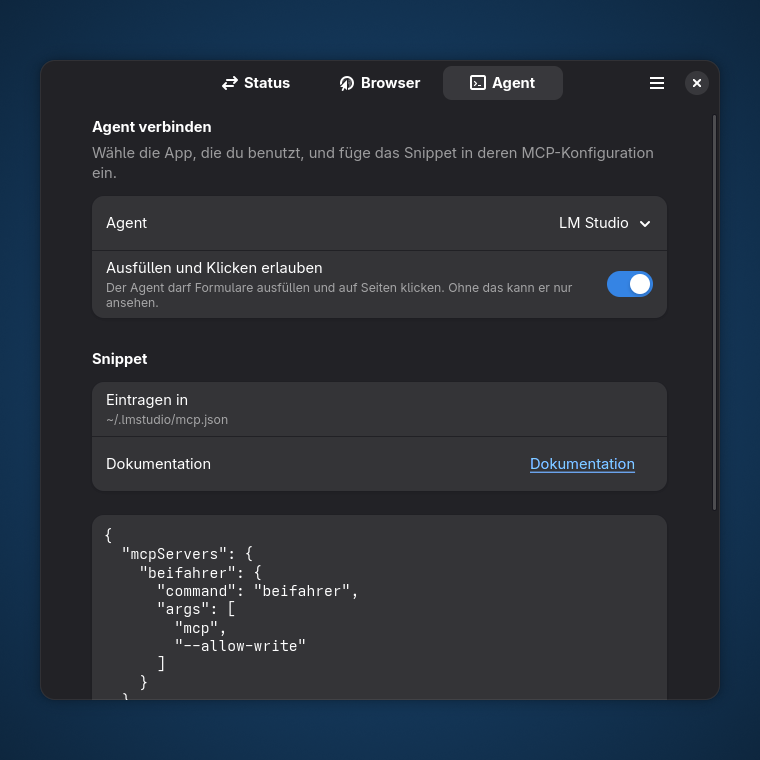 Status
Browser
Agent
Agent verbinden
Wähle die App, die du benutzt, und füge das Snippet in deren MCP-Konfiguration
ein.
Agent
LM Studio
Ausfüllen und Klicken erlauben
Der Agent darf Formulare ausfüllen und auf Seiten klicken. Ohne das kann er nur
ansehen.
Snippet
Eintragen in
~/.lmstudio/mcp.json
Dokumentation
Dokumentation
{
  "mcpServers": {
    "beifahrer": {
      "command": "beifahrer",
      "args": [
        "mcp",
        "--allow-write"
      ]
    }
  }